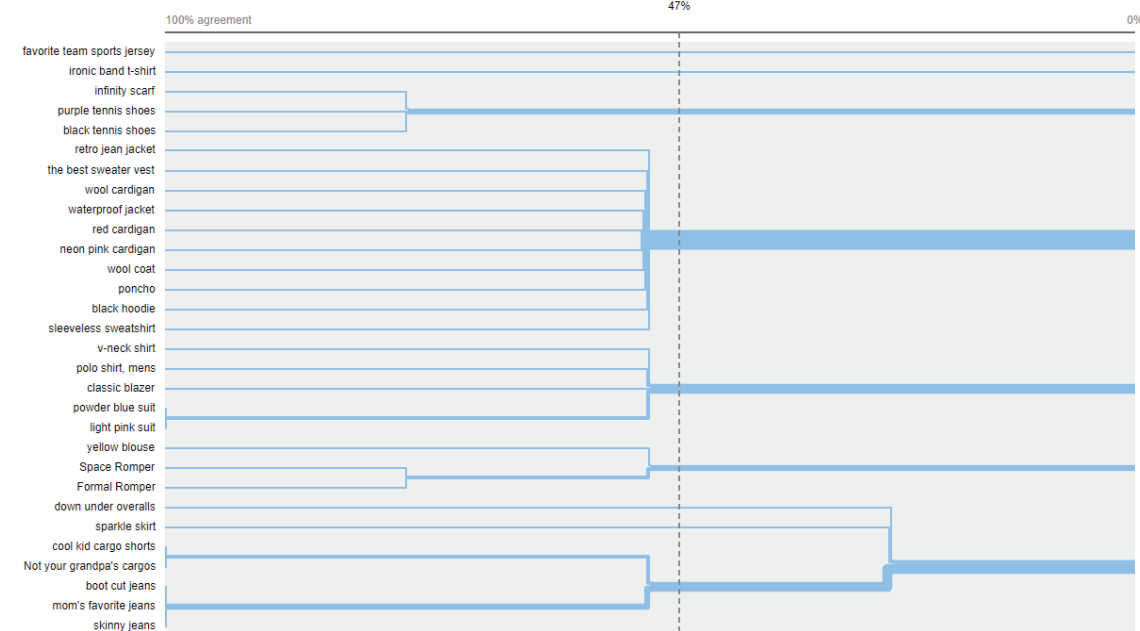 47%
100% agreement
0%
favorite team sports jersey
ironic band t-shirt
infinity scarf
purple tennis shoes
black tennis shoes
retro jean jacket
the best sweater vest
wool cardigan
waterproof jacket
red cardigan
neon pink cardigan
wool coat
poncho
black hoodie
sleeveless sweatshirt
v-neck shirt
polo shirt, mens
classic blazer
powder blue suit
light pink suit
yellow blouse
Space Romper
Formal Romper
down under overalls
sparkle skirt
cool kid cargo shorts
Not your grandpa's cargos
boot cut jeans
mom's favorite jeans
skinny jeans